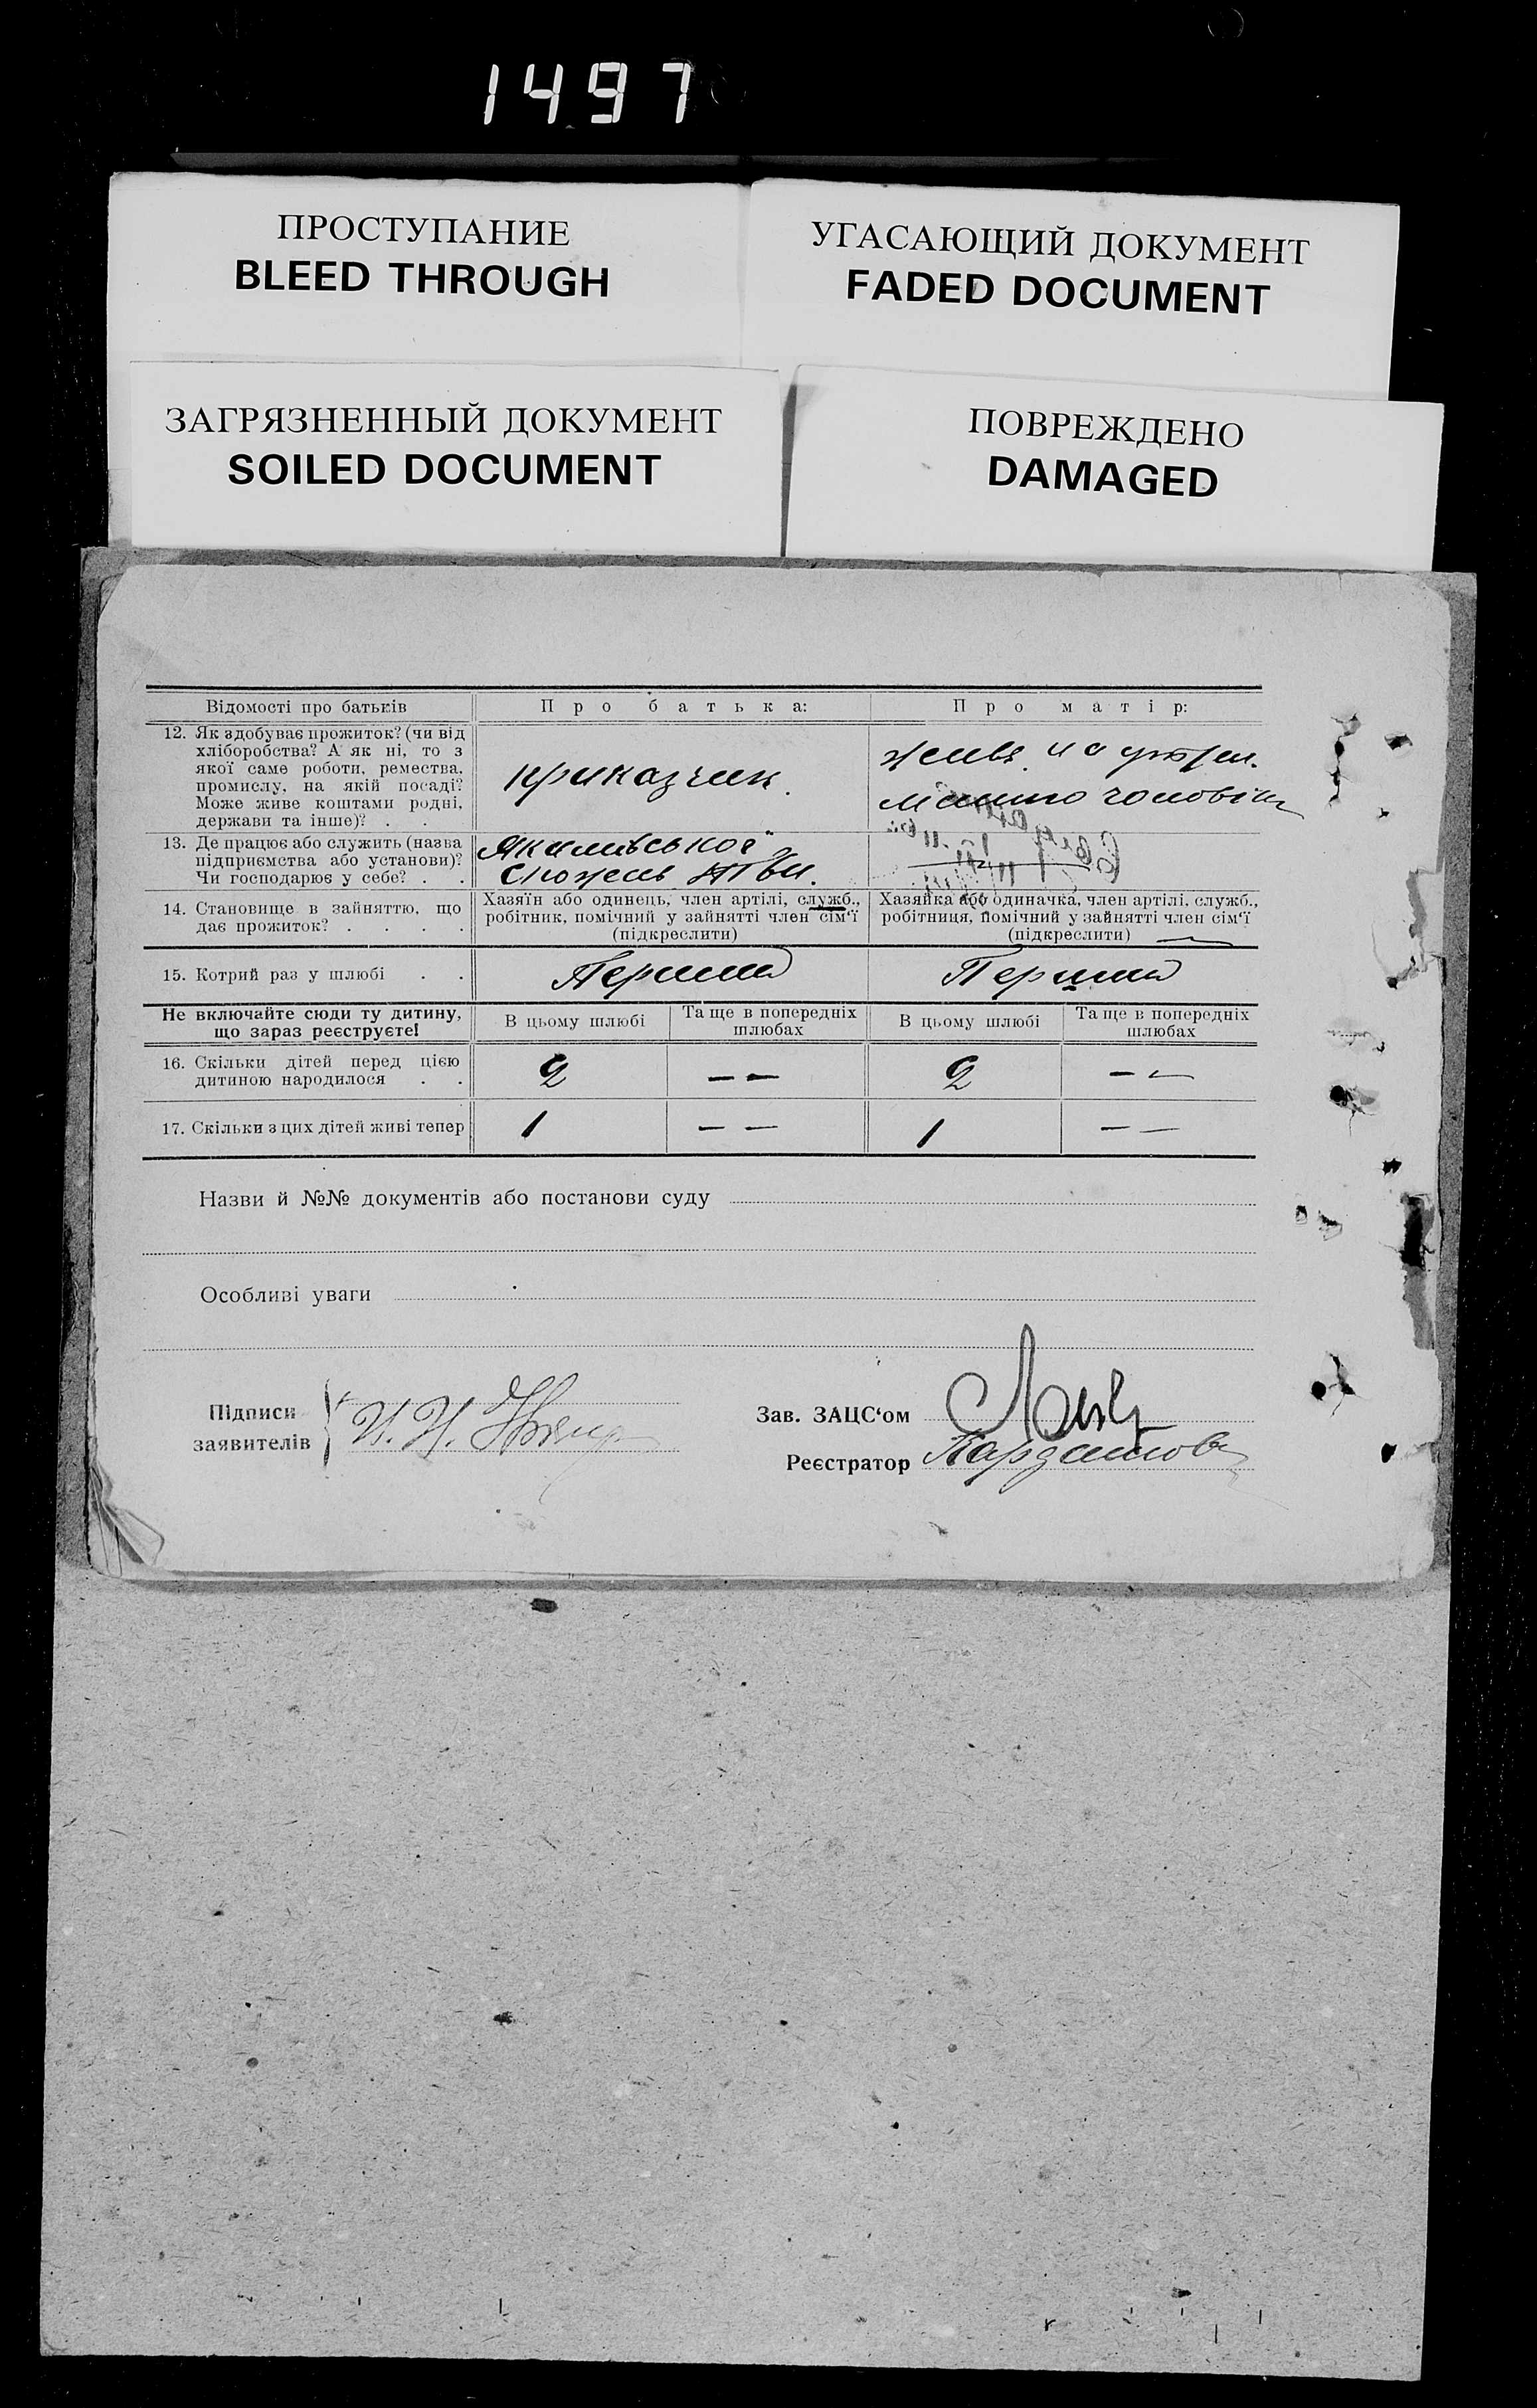 1497
ПРОСТУПАНИЕ
BLEED THROUGH
УГАСАЮЩИЙ ДОКУМЕНТ
FADED DOCUMENT
ЗАГРЯЗНЕННЫЙ ДОКУМЕНТ
SOILED DOCUMENT
ПОВРЕЖДЕНО
DAMAGED
Відомості про батьків
Про батька:
Про матір:
12. Як здобуває прожиток? (чи від
хліборобства? А як ні, то з
якої саме роботи, ремества,
промислу, на якій посаді?
Може живе коштами родні,
держави та інше)? . .
приказчик
на
чоловіка
13. Де працює або служить (назва
підприємства або установи)?
Чи господарює у себе? . .
14. Становище в зайняттю, що
дає прожиток? . . . .
Хазяїн або одинець, член артілі, служб.,
робітник, помічний у зайнятті член сім'ї
(підкреслити)
Хазяйка або одиначка, член артілі, служб.,
робітниця, помічний у зайнятті член сім'ї
(підкреслити)
15. Котрий раз у шлюбі . .
Перший
Перший
Не включайте сюди ту дитину,
що зараз реєструєте!
В цьому шлюбі
Та ще в попередніх
шлюбах
В цьому шлюбі
Та ще в попередніх
шлюбах
16. Скільки дітей перед цією
дитиною народилося . .
2
— —
2
— —
17. Скільки з цих дітей живі тепер
1
— —
1
— —
Назви й №№ документів або постанови суду
Особливі уваги
Підписи
заявителів
Зав. ЗАЦС'ом
Реєстратор